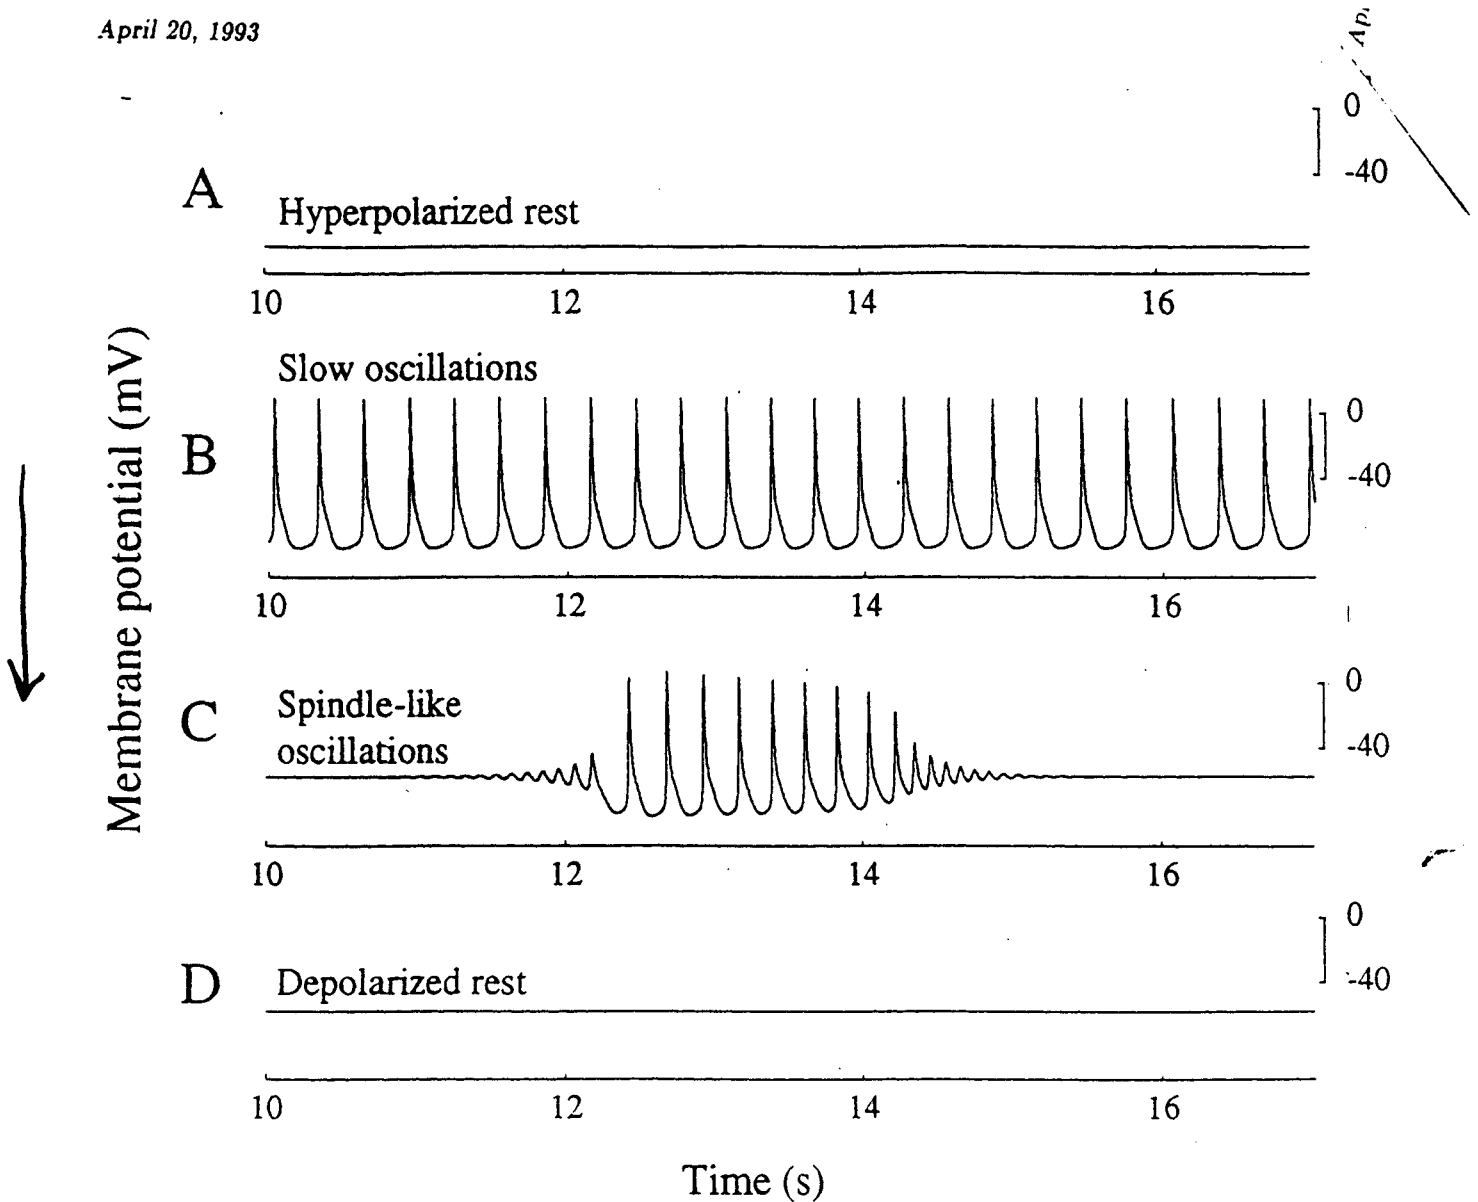 April 20, 1993
Ap.
0
-40
A
Hyperpolarized rest
10 12 14 16
Membrane potential (mV)
Slow oscillations
0
B
-40
10 12 14 16
0
C
Spindle-like
oscillations
-40
10 12 14 16
0
D
Depolarized rest
-40
10 12 14 16
Time (s)